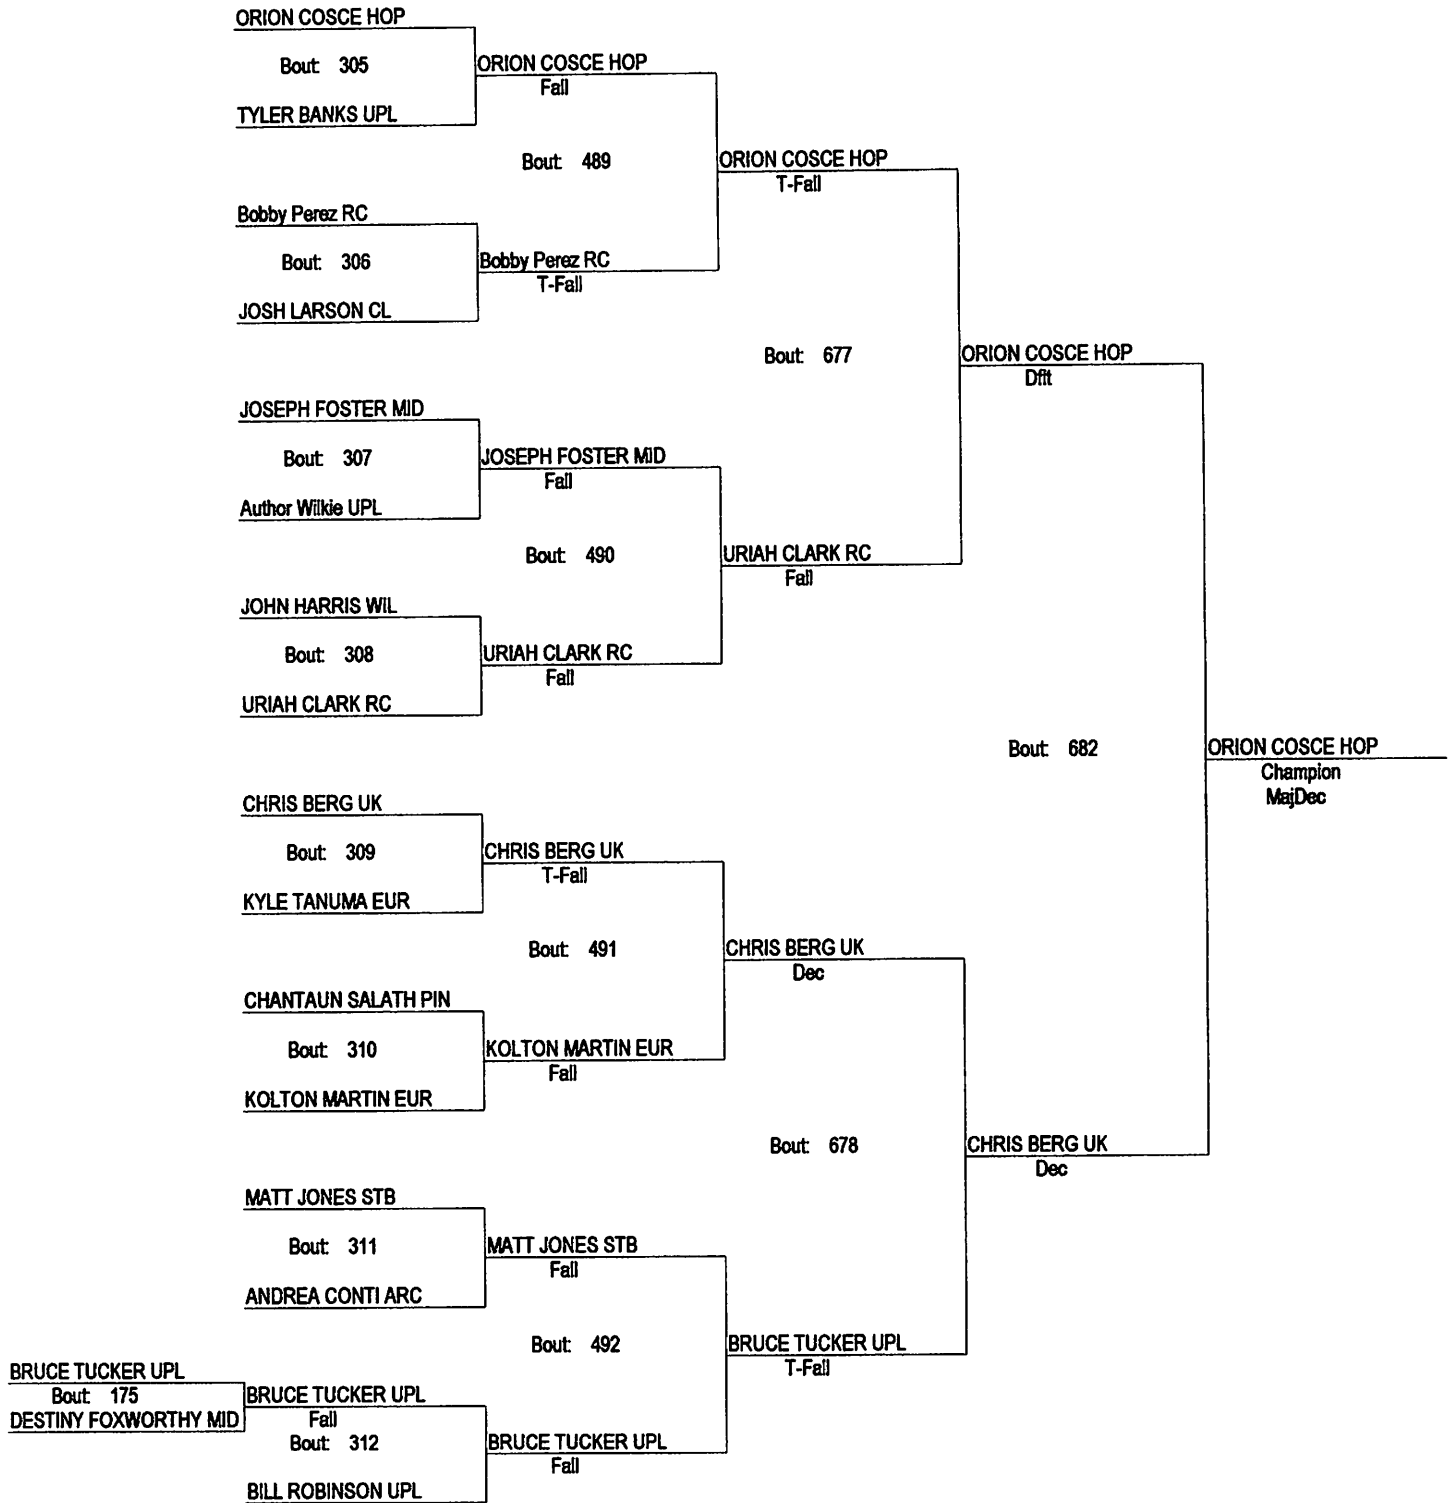 ORION COSCE HOP
Bout: 305
ORION COSCE HOP
Fall
TYLER BANKS UPL
Bout: 489
ORION COSCE HOP
T-Fall
Bobby Perez RC
Bout: 306
Bobby Perez RC
T-Fall
JOSH LARSON CL
Bout: 677
ORION COSCE HOP
Dflt
JOSEPH FOSTER MID
Bout: 307
JOSEPH FOSTER MID
Fall
Author Wilkie UPL
Bout: 490
URIAH CLARK RC
Fall
JOHN HARRIS WIL
Bout: 308
URIAH CLARK RC
Fall
URIAH CLARK RC
Bout: 682
ORION COSCE HOP
Champion
MajDec
CHRIS BERG UK
Bout: 309
CHRIS BERG UK
T-Fall
KYLE TANUMA EUR
Bout: 491
CHRIS BERG UK
Dec
CHANTAUN SALATH PIN
Bout: 310
KOLTON MARTIN EUR
Fall
KOLTON MARTIN EUR
Bout: 678
CHRIS BERG UK
Dec
MATT JONES STB
Bout: 311
MATT JONES STB
Fall
ANDREA CONTI ARC
Bout: 492
BRUCE TUCKER UPL
T-Fall
BRUCE TUCKER UPL
Bout: 175
BRUCE TUCKER UPL
Fall
DESTINY FOXWORTHY MID
Bout: 312
BRUCE TUCKER UPL
Fall
BILL ROBINSON UPL